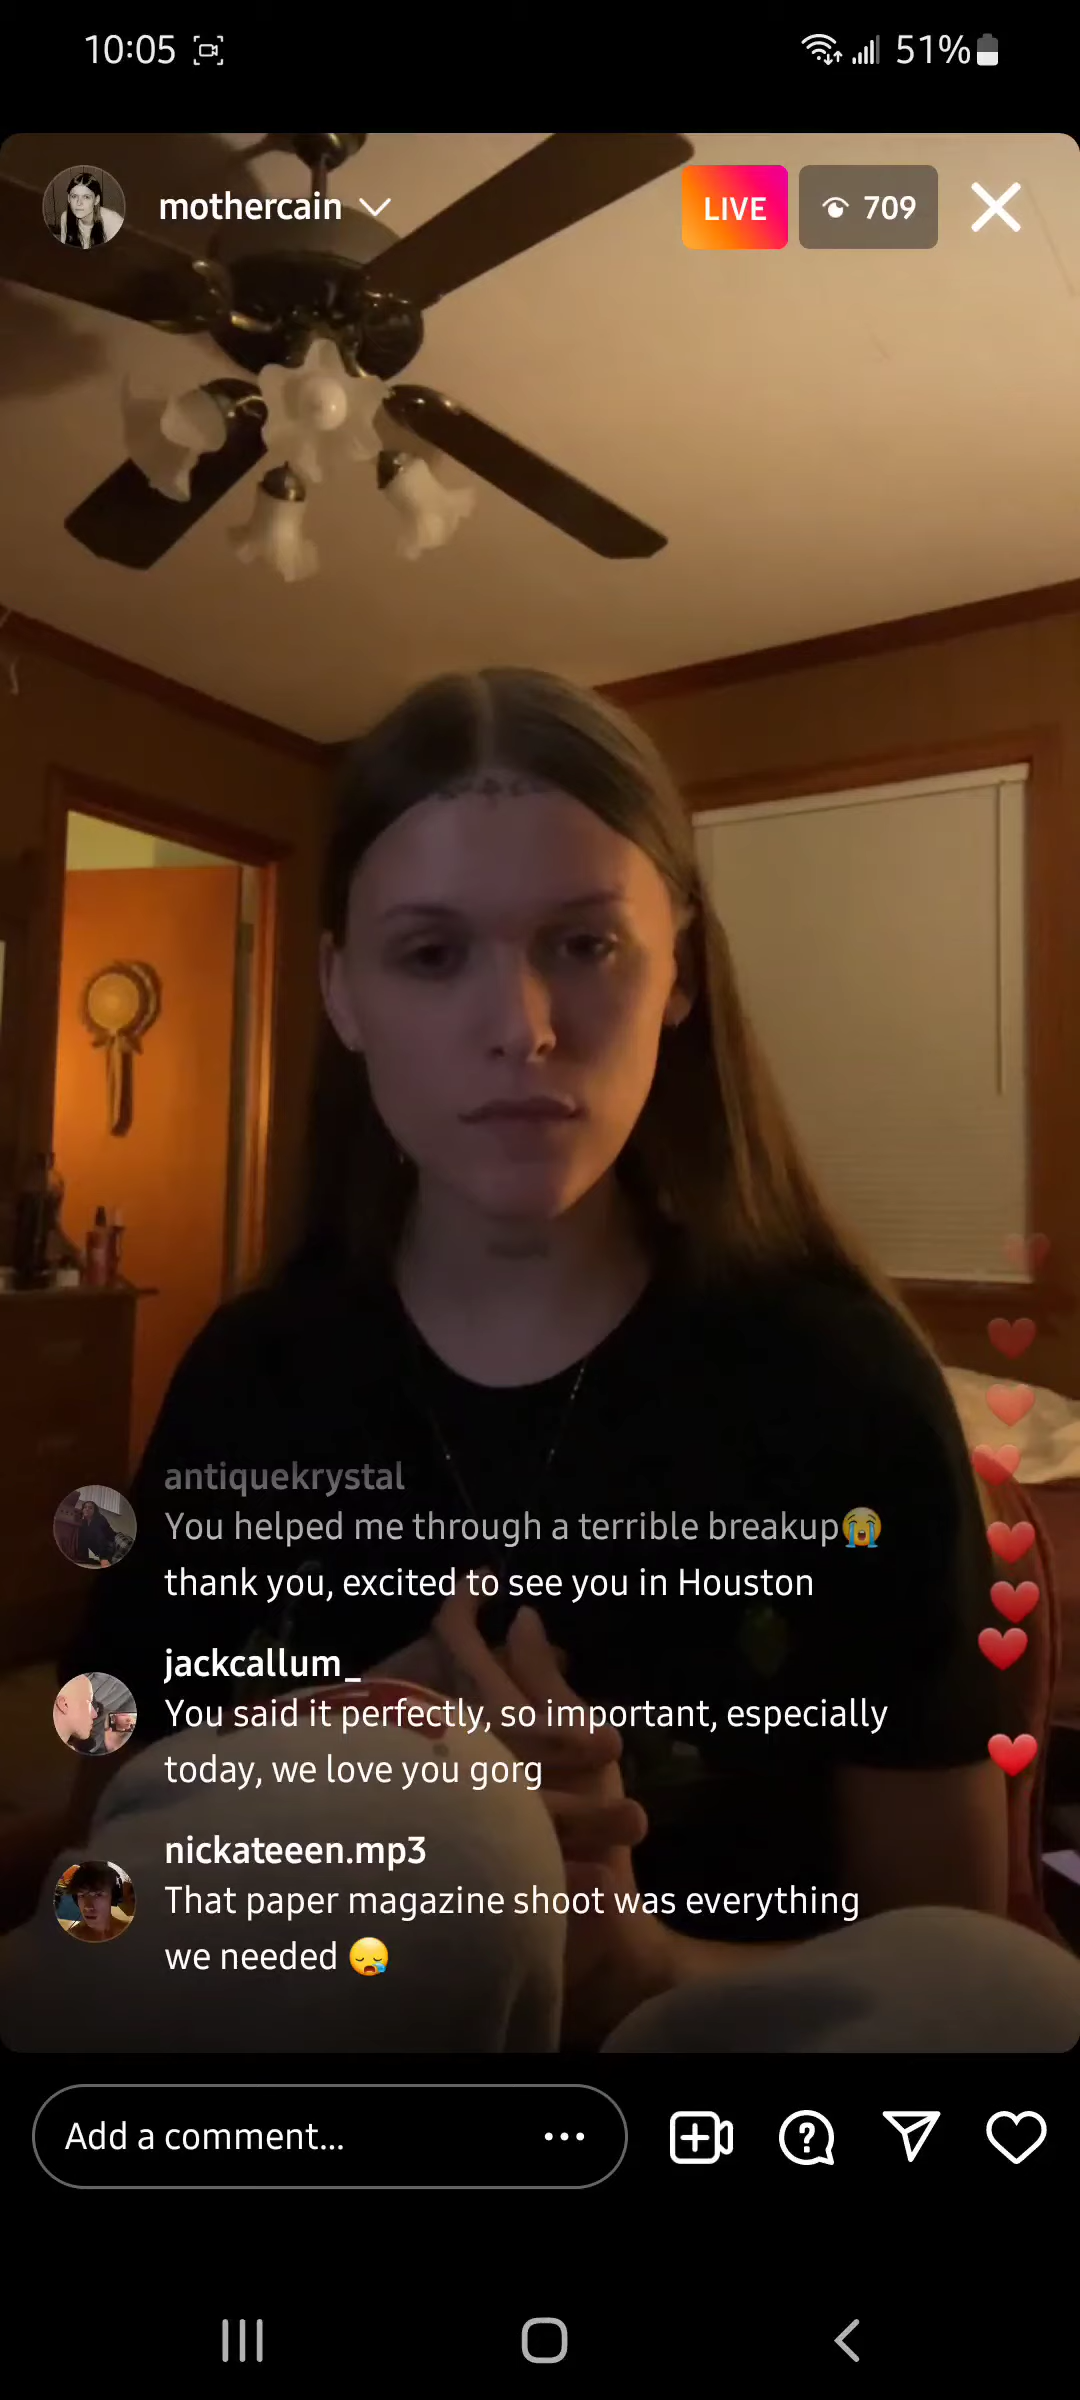 10:05
51%
mothercain
LIVE
709
antiquekrystal
You helped me through a terrible breakup😭
thank you, excited to see you in Houston
jackcallum_
You said it perfectly, so important, especially
today, we love you gorg
nickateeen.mp3
That paper magazine shoot was everything
we needed 😪
Add a comment...